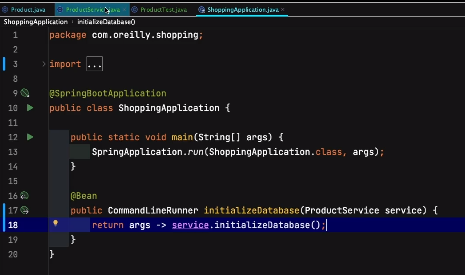 Product.java ProductService.java ProductTest.java ShoppingApplication.java
ShoppingApplication initializeDatabase()
1 package com.oreilly.shopping;
2
3 import ...
8
9 @SpringBootApplication
10 public class ShoppingApplication {
11
12 public static void main(String[] args) {
13 SpringApplication.run(ShoppingApplication.class, args);
14 }
15
16 @Bean
17 public CommandLineRunner initializeDatabase(ProductService service) {
18 return args -> service.initializeDatabase();
19 }
20 }
21